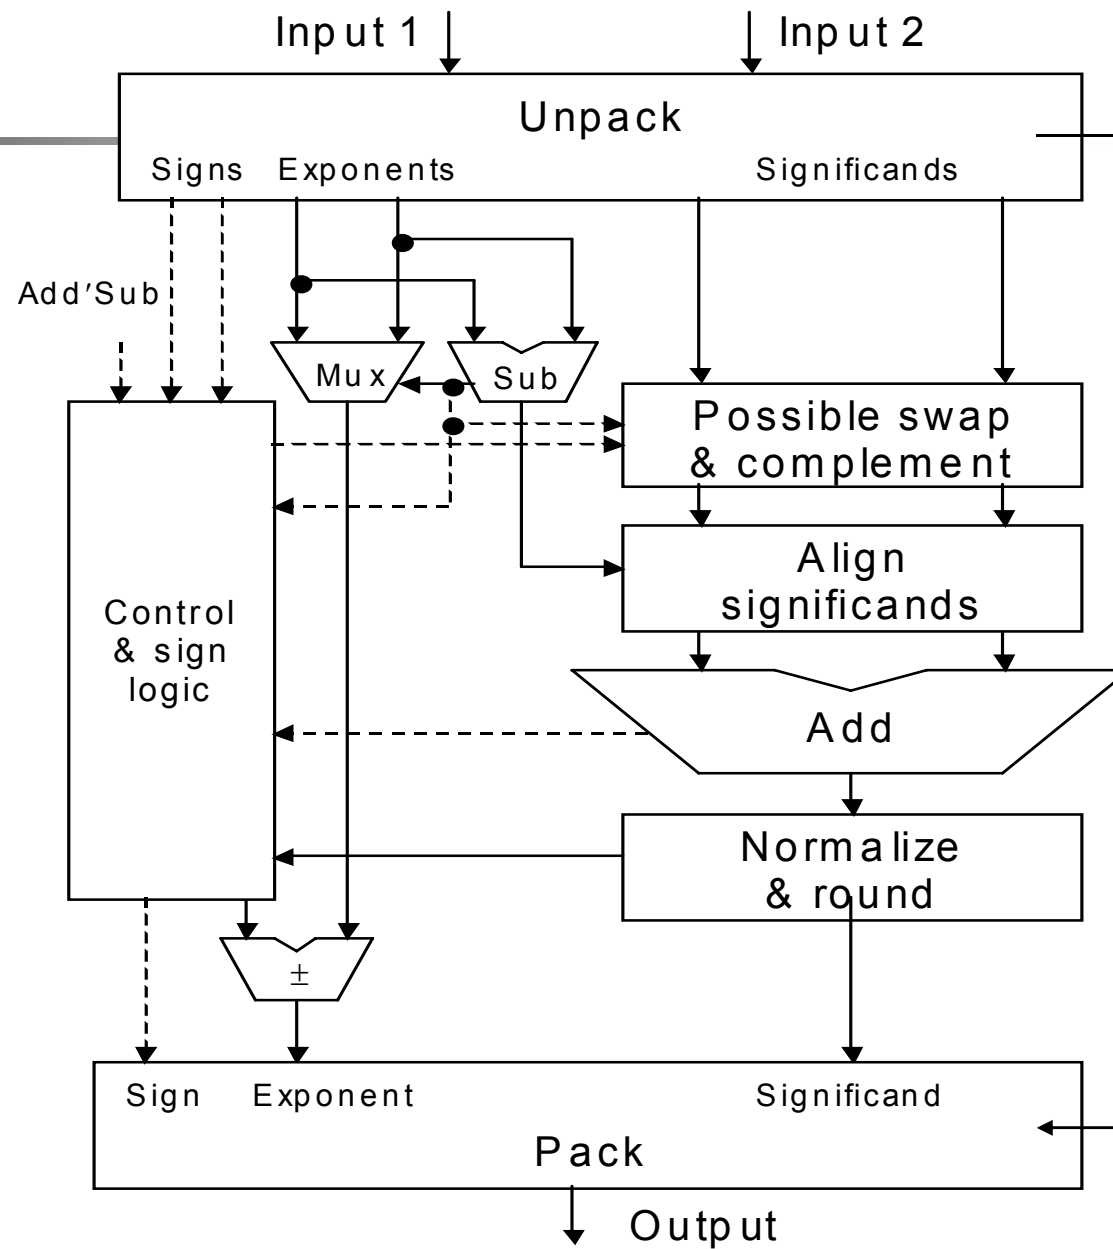 Input 1
Input 2
Unpack
Signs Exponents Significands
Add′Sub
Mux
Sub
Possible swap
& complement
Align
significands
Control
& sign
logic
Add
Normalize
& round
±
Sign Exponent Significand
Pack
Output